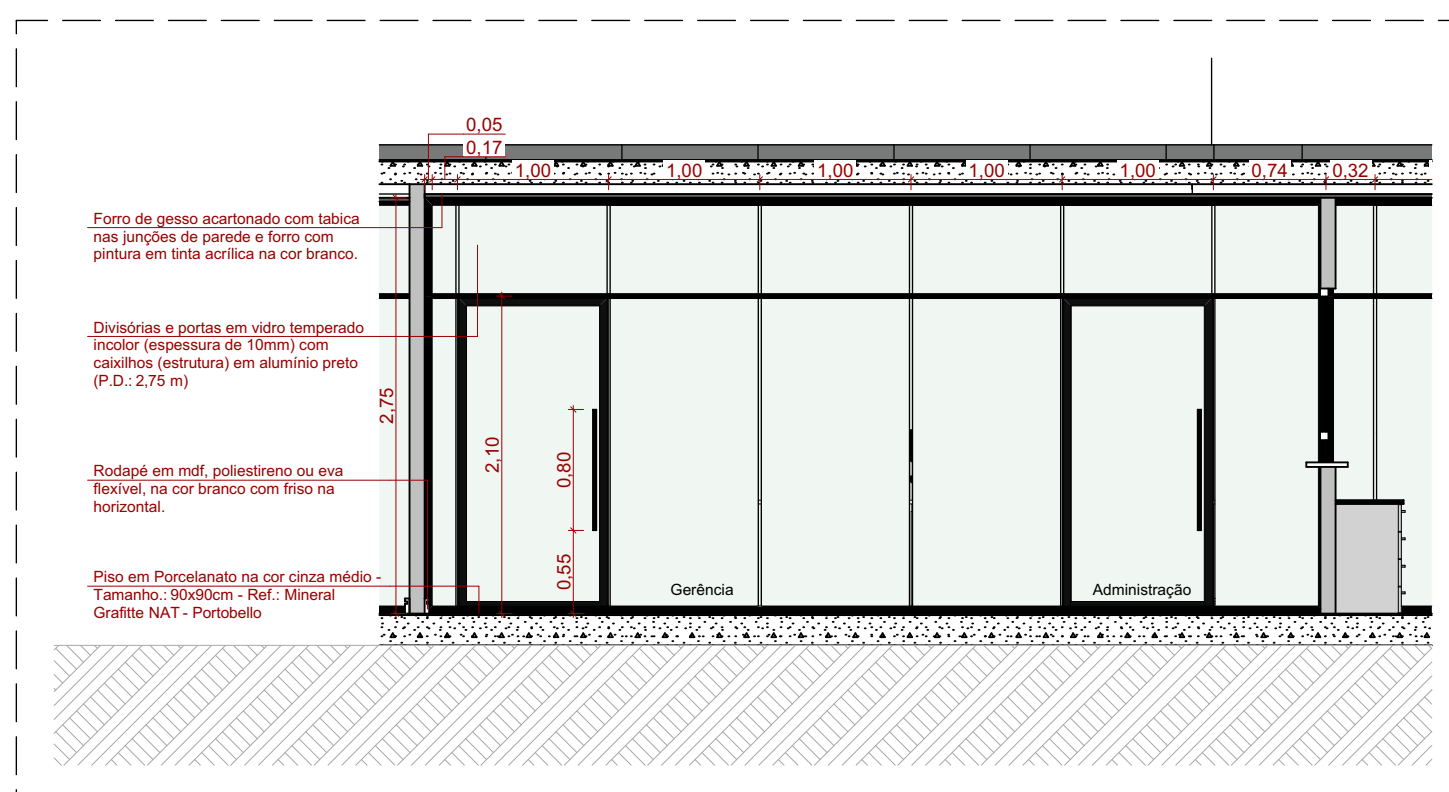 0,05
0,17
1,00
1,00
1,00
1,00
1,00
0,74
0,32
Forro de gesso acartonado com tabica
nas junções de parede e forro com
pintura em tinta acrílica na cor branco.
Divisórias e portas em vidro temperado
incolor (espessura de 10mm) com
caixilhos (estrutura) em alumínio preto
(P.D.: 2,75 m)
2,75
2,10
0,80
0,55
Rodapé em mdf, poliestireno ou eva
flexível, na cor branco com friso na
horizontal.
Piso em Porcelanato na cor cinza médio -
Tamanho.: 90x90cm - Ref.: Mineral
Grafitte NAT - Portobello
Gerência
Administração